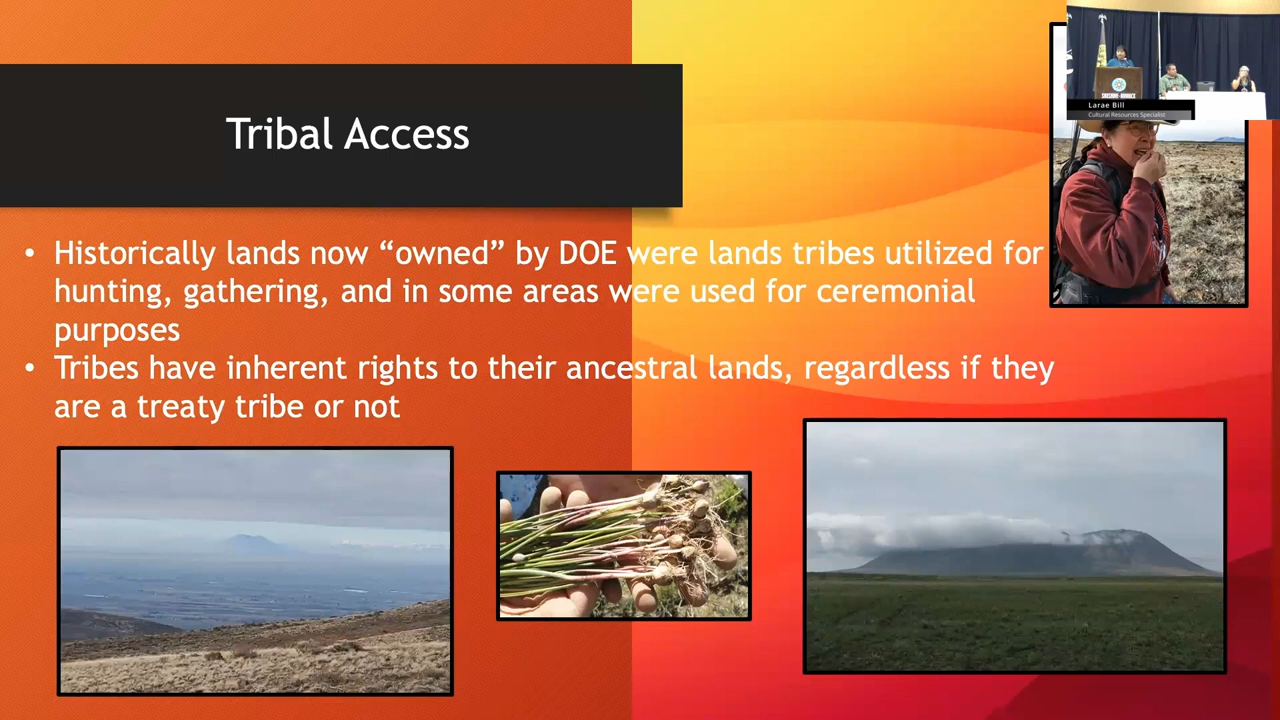 Tribal Access
• Historically lands now “owned” by DOE were lands tribes utilized for
hunting, gathering, and in some areas were used for ceremonial
purposes
• Tribes have inherent rights to their ancestral lands, regardless if they
are a treaty tribe or not
SHOSHONE-BANNOCK
Larae Bill
Cultural Resources Specialist